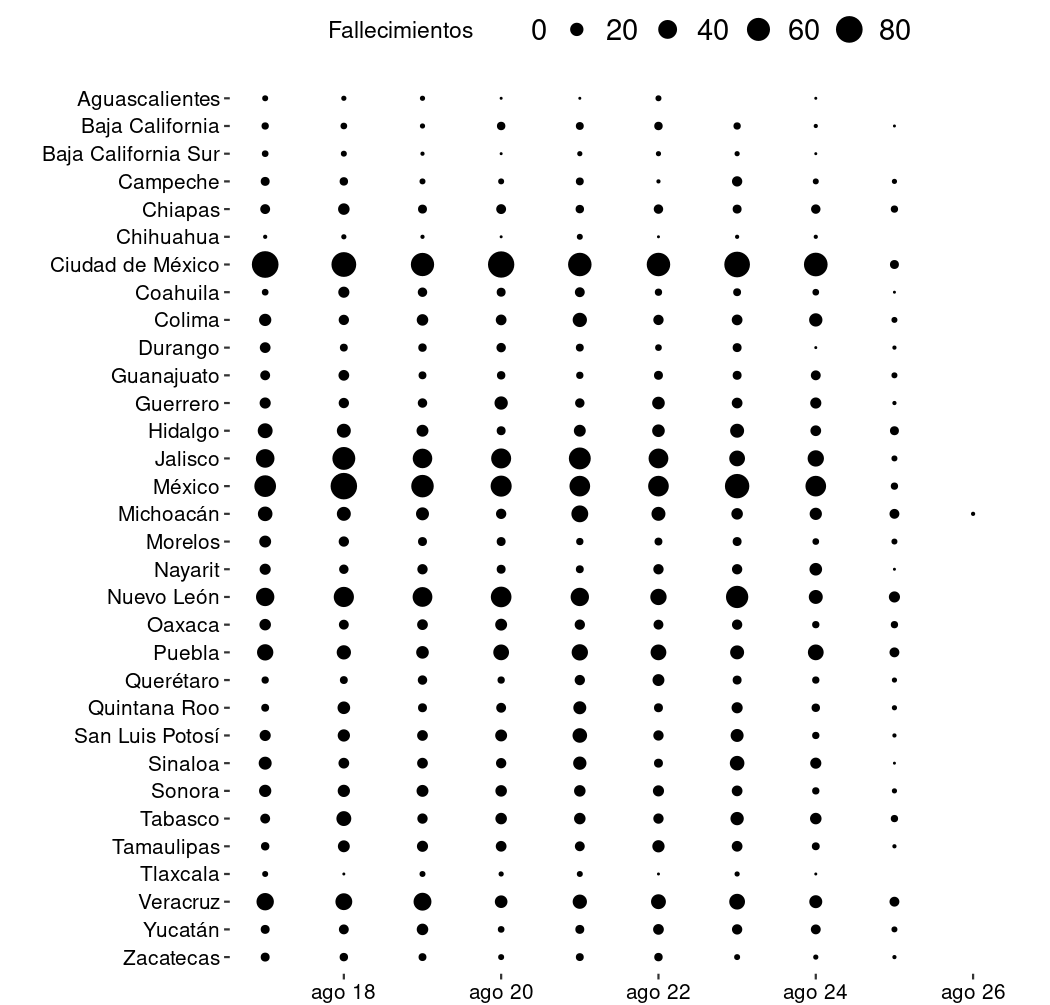 Fallecimientos 0 20 40 60 80
Aguascalientes
Baja California
Baja California Sur
Campeche
Chiapas
Chihuahua
Ciudad de México
Coahuila
Colima
Durango
Guanajuato
Guerrero
Hidalgo
Jalisco
México
Michoacán
Morelos
Nayarit
Nuevo León
Oaxaca
Puebla
Querétaro
Quintana Roo
San Luis Potosí
Sinaloa
Sonora
Tabasco
Tamaulipas
Tlaxcala
Veracruz
Yucatán
Zacatecas
ago 18 ago 20 ago 22 ago 24 ago 26